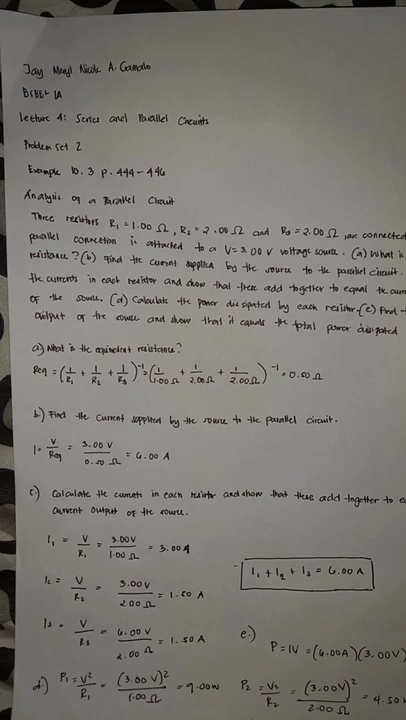 Jay Meryl Nicole A. Gamalo
BSEE 1A
Lecture 4: Series and Parallel Circuits
Problem Set 2
Example 10.3 p. 444-446
Analysis of a Parallel Circuit
Three resistors R₁ = 1.00 Ω, R₂ = 2.00 Ω and R₃ = 2.00 Ω, are connected
parallel connection is attached to a V=3.00 V voltage source. (a) What is
resistance? (b) Find the current supplied by the source to the parallel circuit.
the currents in each resistor and show that these add together to equal the curr
of the source. (d) Calculate the power dissipated by each resistor. (e) Find
output of the source and show that it equals the total power dissipated
a.) What is the equivalent resistance?
Req = (1/R₁ + 1/R₂ + 1/R₃)⁻¹ = (1/1.00 Ω + 1/2.00 Ω + 1/2.00 Ω)⁻¹ = 0.50 Ω
b.) Find the current supplied by the source to the parallel circuit.
I = V/Req = 3.00 V/0.50 Ω = 6.00 A
c.) Calculate the currents in each resistor and show that these add together to e
current output of the source.
I₁ = V/R₁ = 3.00V/1.00 Ω = 3.00 A
I₁ + I₂ + I₃ = 6.00 A
I₂ = V/R₂ = 3.00 V/2.00 Ω = 1.50 A
I₃ = V/R₃ = 6.00 V/2.00 Ω = 1.50 A
e.)
P = IV = (6.00A)(3.00V)
d.) P₁ = V²/R₁ = (3.00 V)²/1.00 Ω = 9.00W
P₂ = V²/R₂ = (3.00V)²/2.00 Ω = 4.50